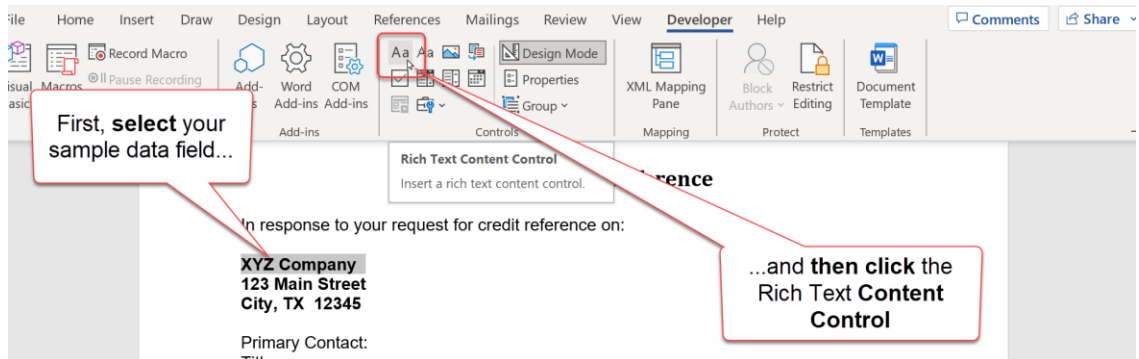 File Home Insert Draw Design Layout References Mailings Review View Developer Help Comments Share
Record Macro
Pause Recording
Macros
Add-
Word
Add-ins
COM
Add-ins
Add-ins
Aa Aa
Design Mode
Properties
Group
Controls
XML Mapping
Pane
Mapping
Block
Authors
Restrict
Editing
Protect
Document
Template
Templates
First, select your
sample data field...
Rich Text Content Control
Insert a rich text content control.
In response to your request for credit reference on:
XYZ Company
123 Main Street
City, TX 12345
Primary Contact:
...and then click the
Rich Text Content
Control